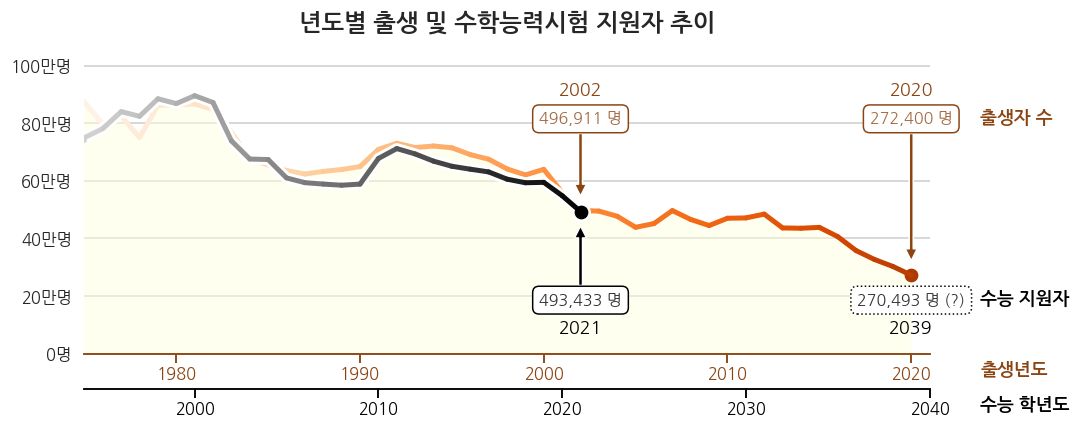 년도별 출생 및 수학능력시험 지원자 추이
100만명
80만명
60만명
40만명
20만명
0명
2002
496,911 명
2020
272,400 명
출생자 수
493,433 명
2021
270,493 명 (?)
2039
수능 지원자
1980 1990 2000 2010 2020
출생년도
2000 2010 2020 2030 2040
수능 학년도